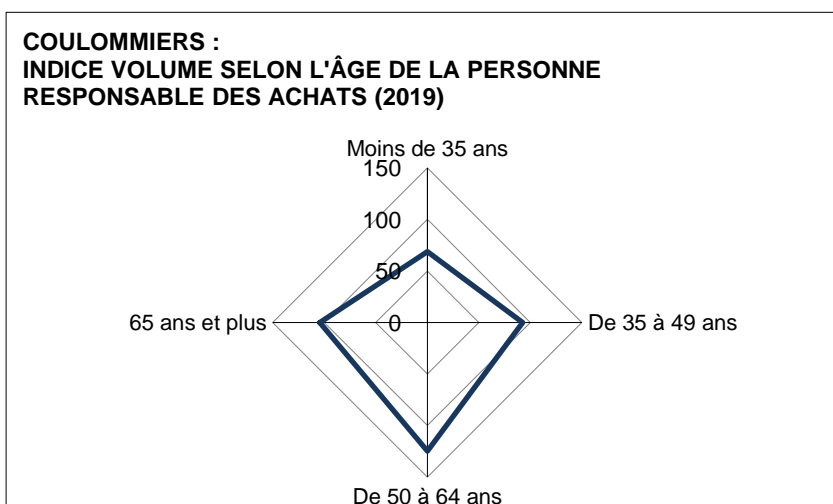 COULOMMIERS :
INDICE VOLUME SELON L'ÂGE DE LA PERSONNE
RESPONSABLE DES ACHATS (2019)
Moins de 35 ans
150
100
50
0
65 ans et plus
De 35 à 49 ans
De 50 à 64 ans